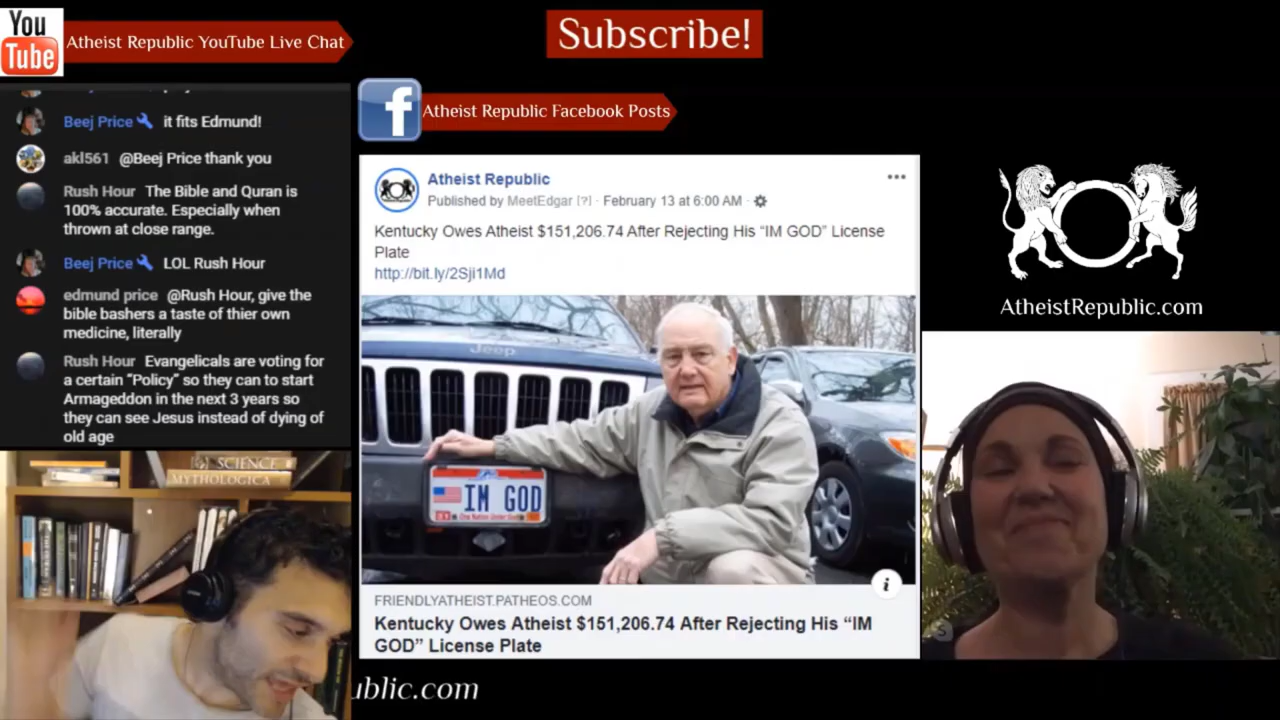 You
Tube
Atheist Republic YouTube Live Chat
Subscribe!
Beej Price it fits Edmund!
akl561 @Beej Price thank you
Rush Hour The Bible and Quran is
100% accurate. Especially when
thrown at close range.
Beej Price LOL Rush Hour
edmund price @Rush Hour, give the
bible bashers a taste of thier own
medicine, literally
Rush Hour Evangelicals are voting for
a certain “Policy” so they can to start
Armageddon in the next 3 years so
they can see Jesus instead of dying of
old age
f
Atheist Republic Facebook Posts
Atheist Republic
Published by MeetEdgar [?] · February 13 at 6:00 AM ·
Kentucky Owes Atheist $151,206.74 After Rejecting His “IM GOD” License
Plate
http://bit.ly/2Sji1Md
Jeep
IM GOD
One Nation Under God
i
FRIENDLYATHEIST.PATHEOS.COM
Kentucky Owes Atheist $151,206.74 After Rejecting His “IM
GOD” License Plate
AtheistRepublic.com
SCIENCE
MYTHOLOGICA
ublic.com